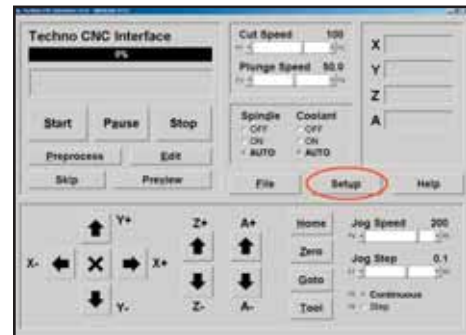 Techno CNC Interface
0%
Start Pause Stop
Preprocess Edit
Skip Preview
Cut Speed 100
Plunge Speed 50.0
Spindle Coolant
OFF OFF
ON ON
AUTO AUTO
File Setup Help
X
Y
Z
A
Y+ Z+ A+
X- X+
Y- Z- A-
Home
Zero
Goto
Tool
Jog Speed 200
Jog Step 0.1
Continuous
Step